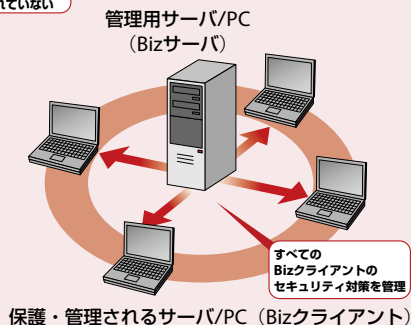 れていない
管理用サーバ/PC
（Bizサーバ）
すべての
Bizクライアントの
セキュリティ対策を管理
保護・管理されるサーバ/PC（Bizクライアント）